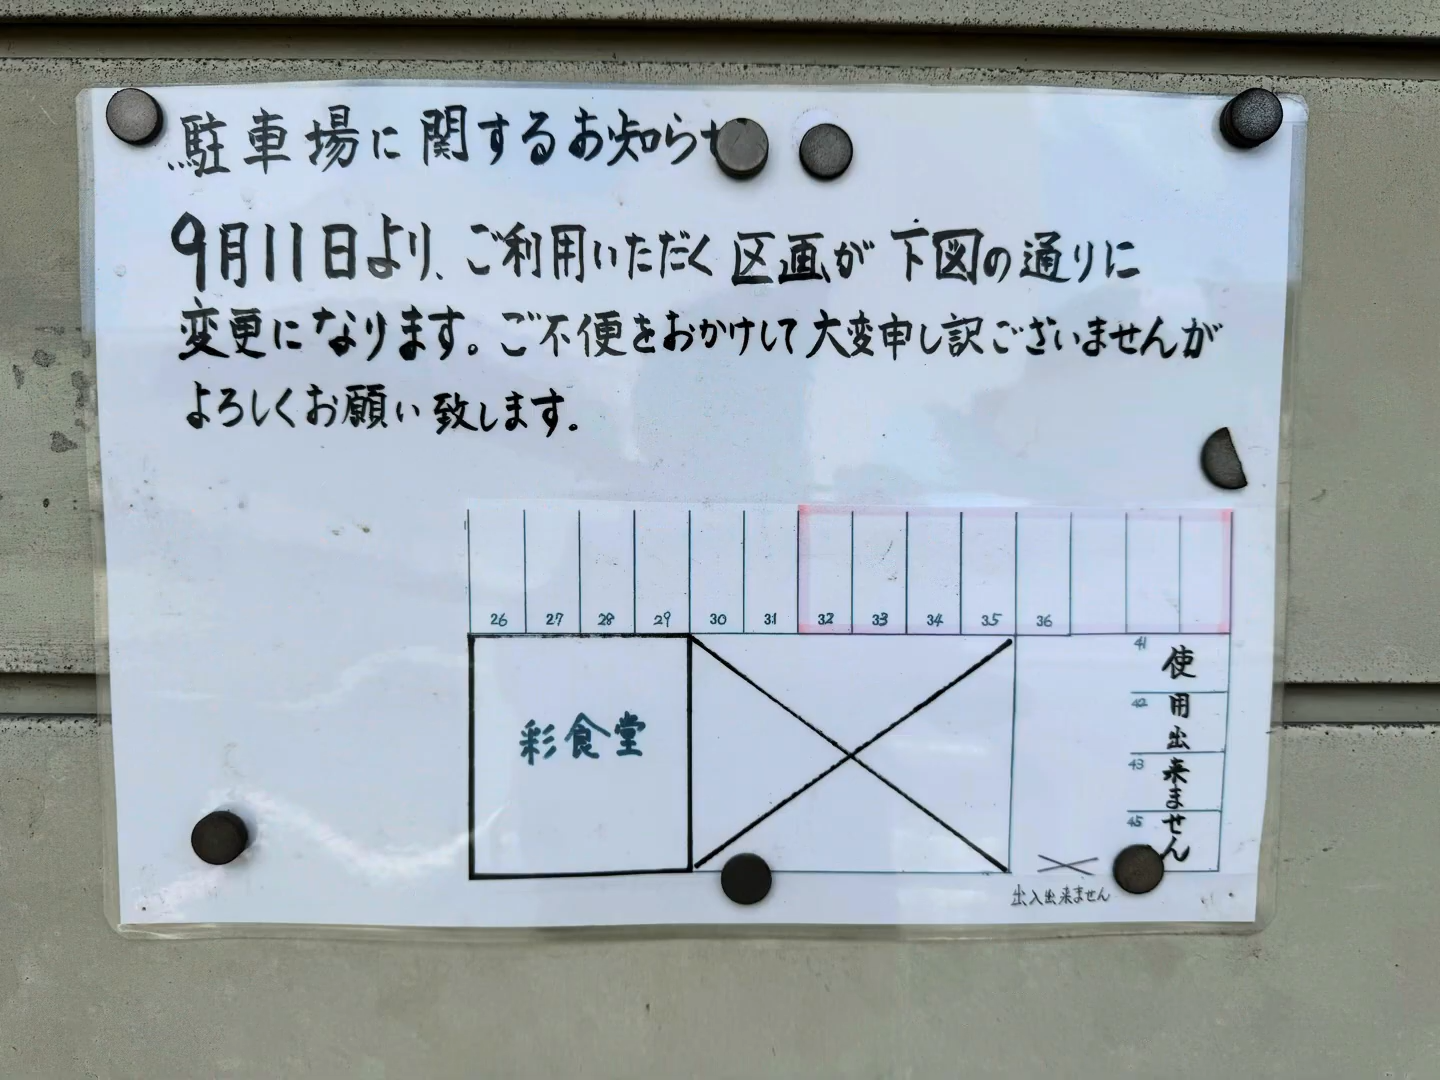 駐車場に関するお知らせ
9月11日より、ご利用いただく区画が下図の通りに
変更になります。ご不便をおかけして大変申し訳ございませんが
よろしくお願い致します。
26 27 28 29 30 31 32 33 34 35 36
彩食堂
41
42
43
45
使用出来ません
出入出来ません